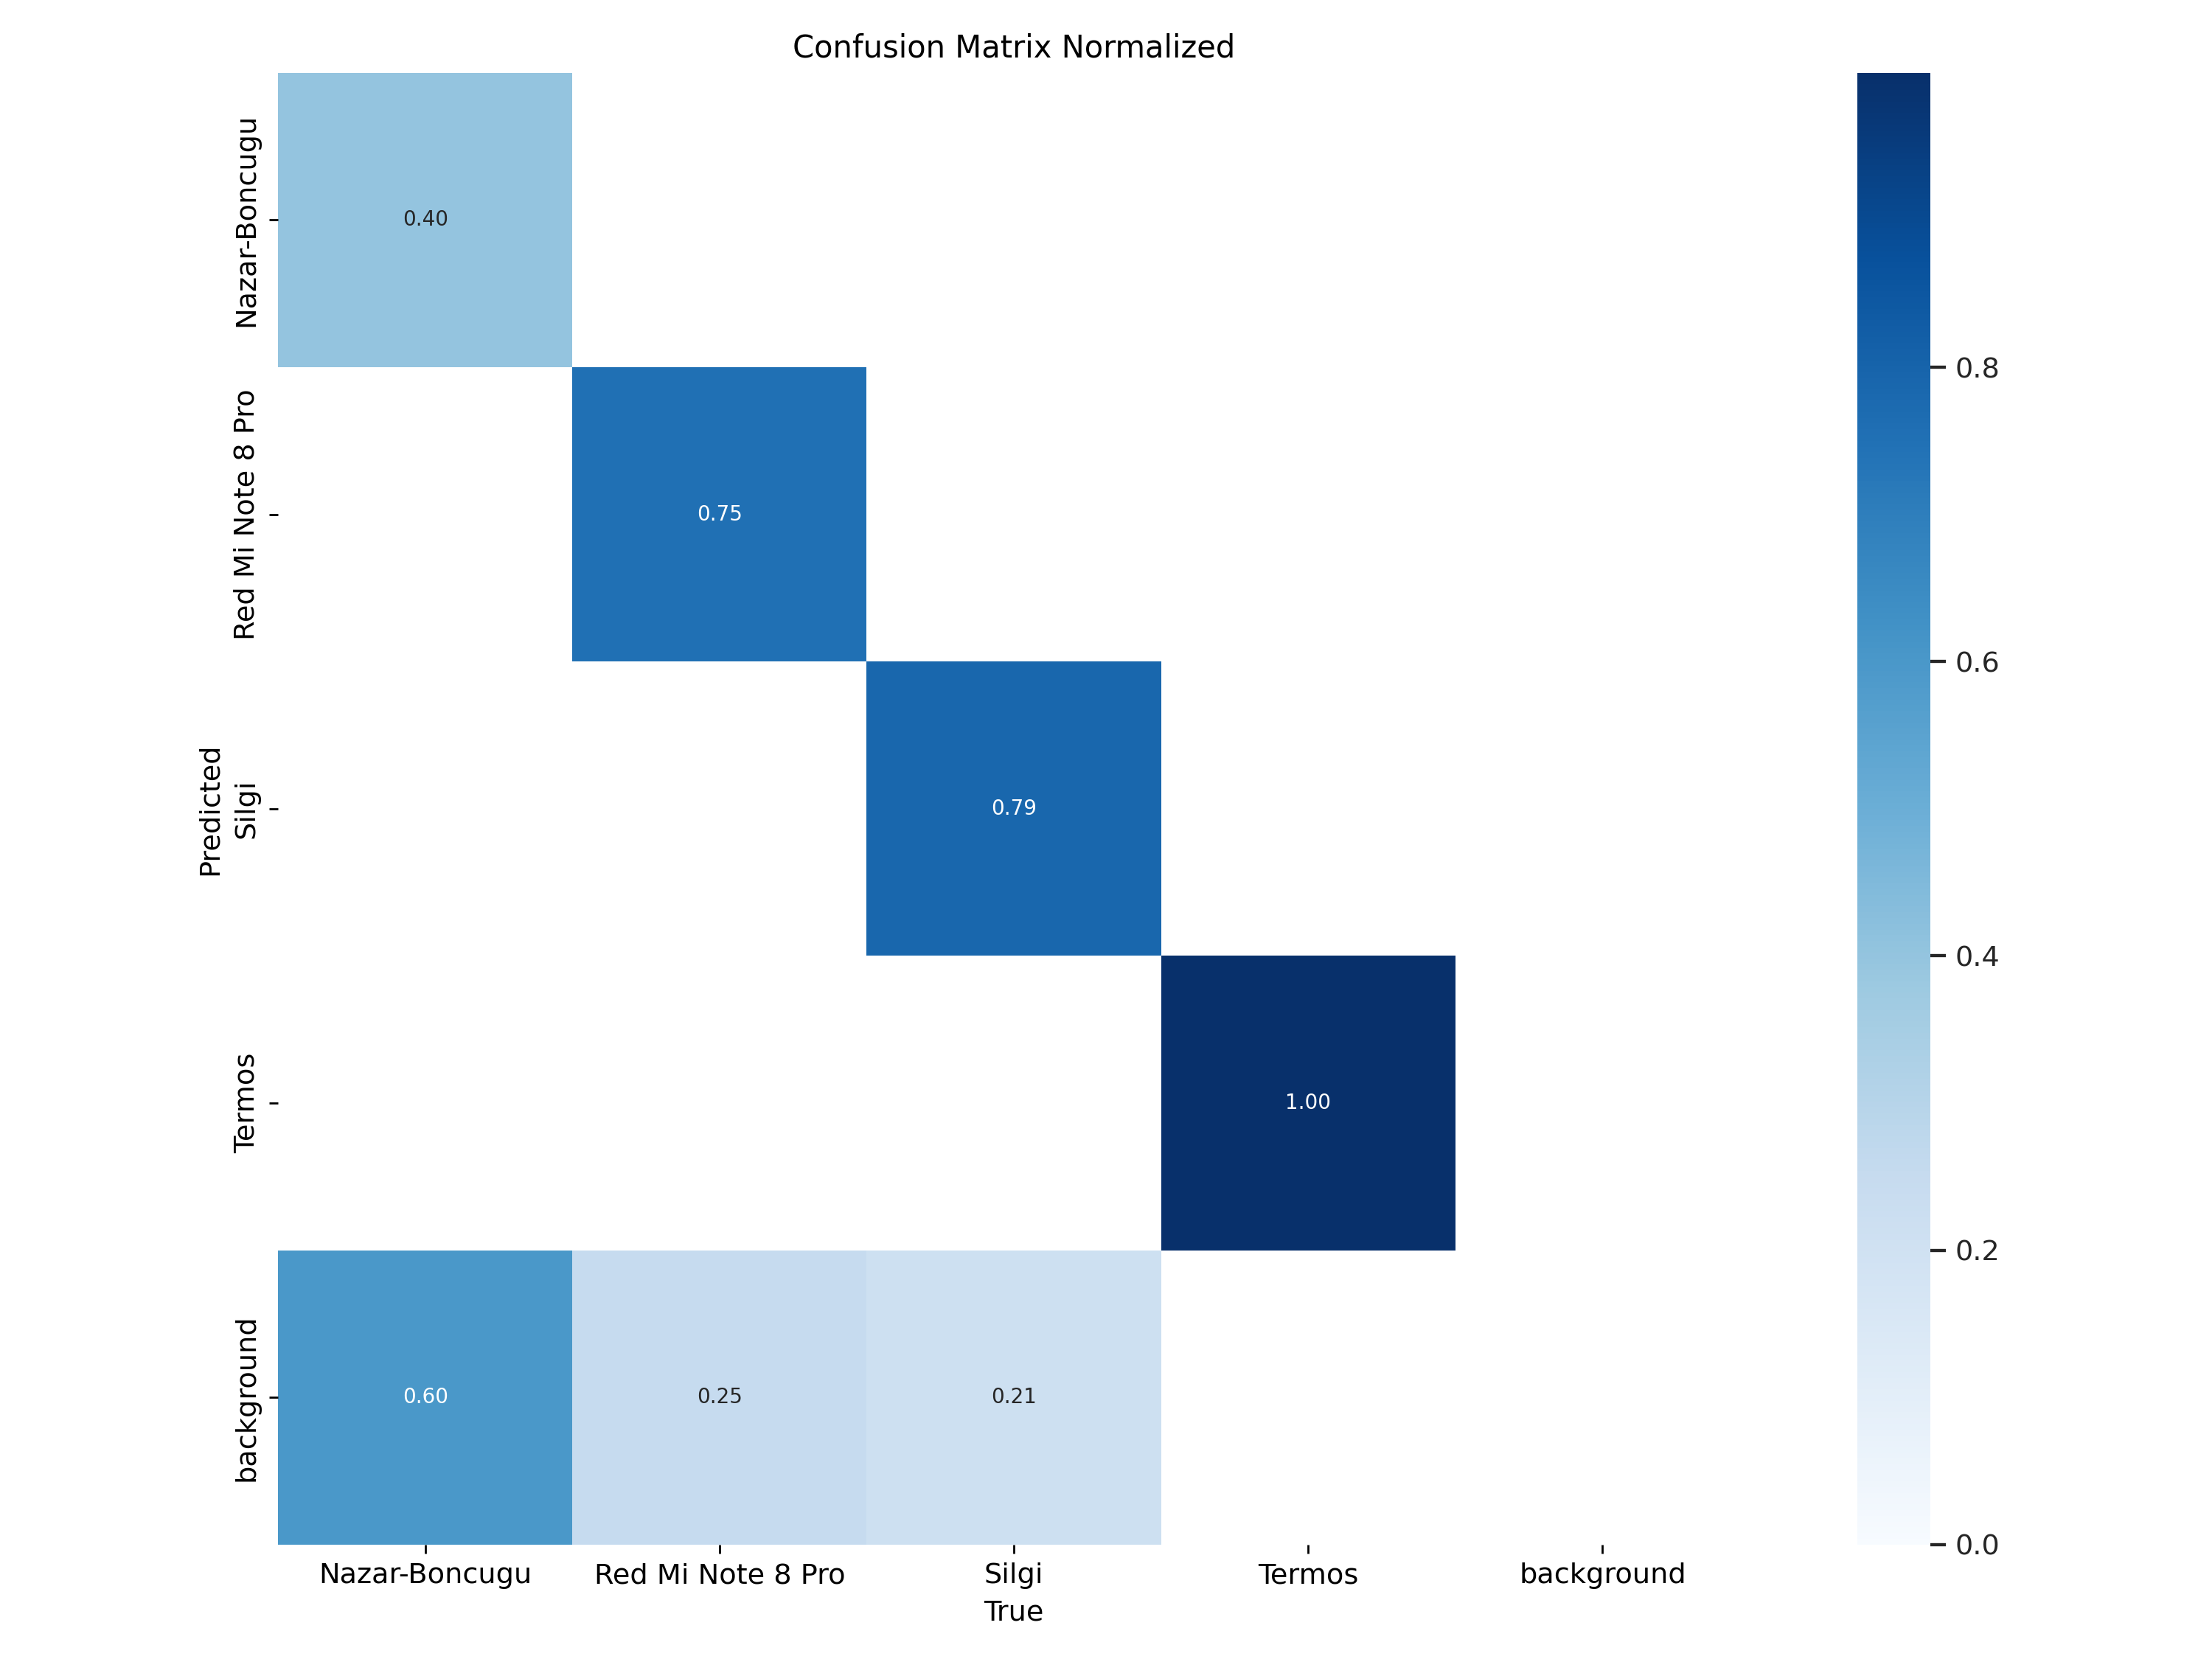 Confusion Matrix Normalized
Predicted
Nazar-Boncugu
Red Mi Note 8 Pro
Silgi
Termos
background
0.40
0.75
0.79
1.00
0.60
0.25
0.21
Nazar-Boncugu
Red Mi Note 8 Pro
Silgi
Termos
background
True
0.8
0.6
0.4
0.2
0.0